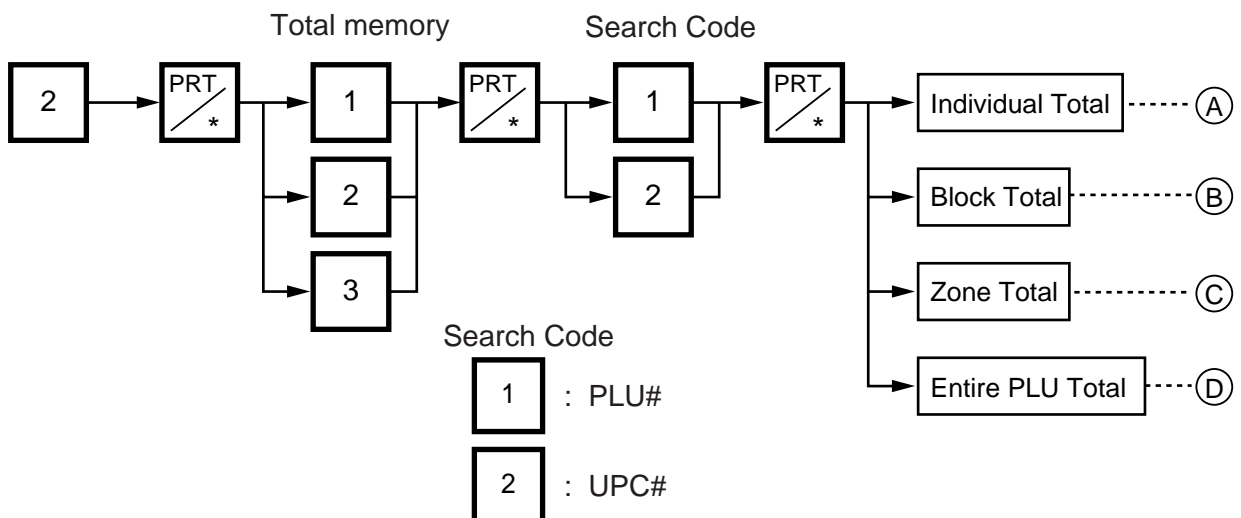 Total memory
Search Code
2
PRT
*
1
PRT
*
1
PRT
*
Individual Total
A
2
2
Block Total
B
3
Zone Total
C
Search Code
1 : PLU#
Entire PLU Total
D
2 : UPC#